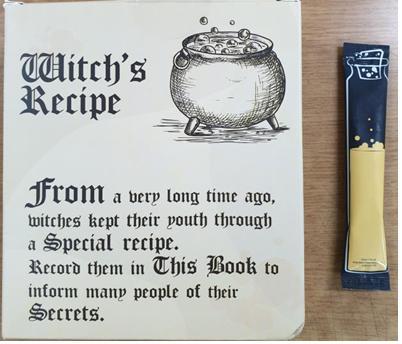 Witch's
Recipe
From a very long time ago,
witches kept their youth through
a Special recipe.
Record them in This Book to
inform many people of their
Secrets.